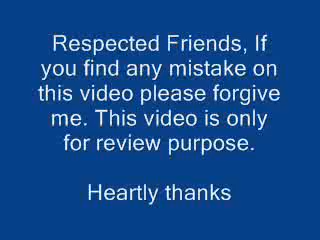 Respected Friends, If
you find any mistake on
this video please forgive
me. This video is only
for review purpose.
Heartly thanks